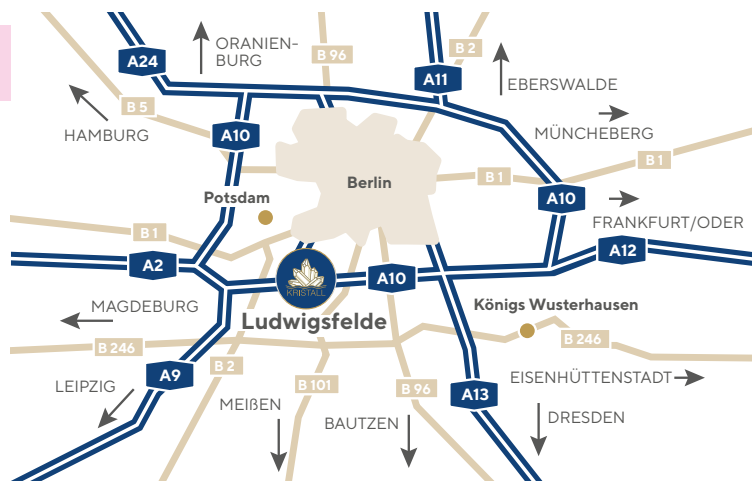 ORANIEN-
BURG
B 2
B 96
A24
A11
EBERSWALDE
B 5
HAMBURG
A10
MÜNCHEBERG
B 1
B 1
Berlin
Potsdam
A10
FRANKFURT/ODER
B 1
A12
A2
A10
KRISTALL
MAGDEBURG
Königs Wusterhausen
Ludwigsfelde
B 246
B 246
B 2
A9
LEIPZIG
EISENHÜTTENSTADT
B 101
B 96
A13
MEIßEN
BAUTZEN
DRESDEN